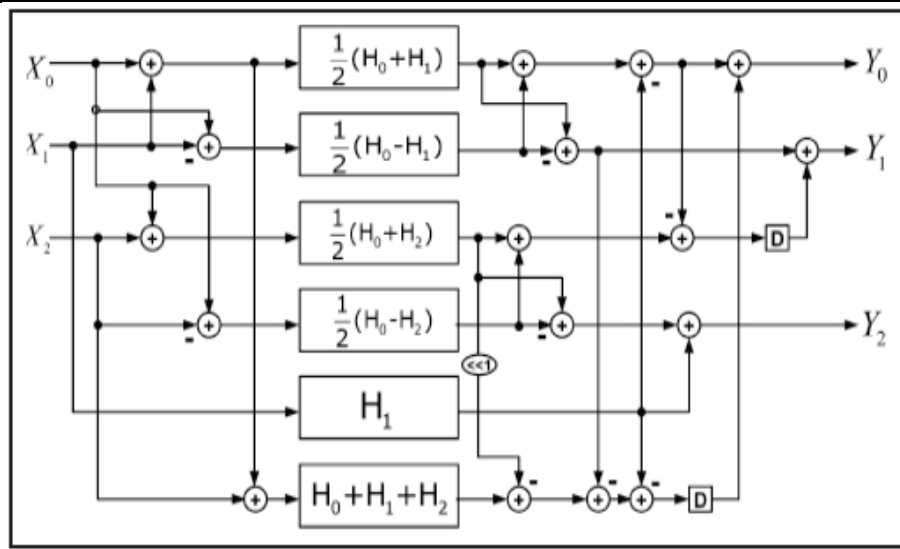 X₀ + ½(H₀+H₁) + + - + Y₀
X₁ - + ½(H₀-H₁) - + + Y₁
X₂ + ½(H₀+H₂) + - + D
- + ½(H₀-H₂) - + + Y₂
<<1
H₁
+ H₀+H₁+H₂ + - + - + - D